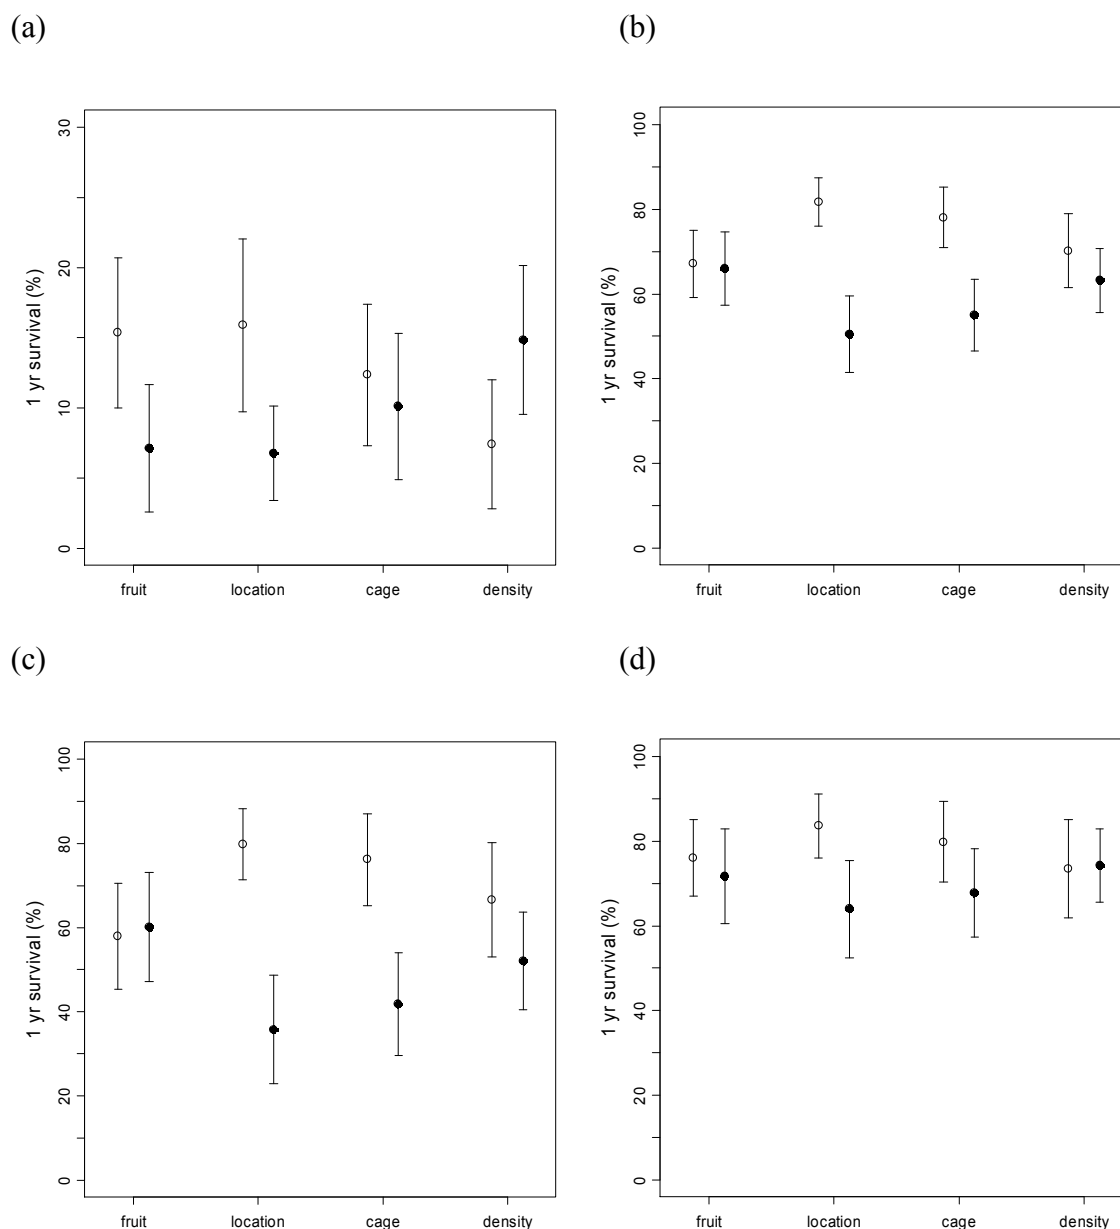 (a)
(b)
30
20
10
0
1 yr survival (%)
fruit location cage density
100
80
60
40
20
0
1 yr survival (%)
fruit location cage density
(c)
(d)
100
80
60
40
20
0
1 yr survival (%)
fruit location cage density
100
80
60
40
20
0
1 yr survival (%)
fruit location cage density